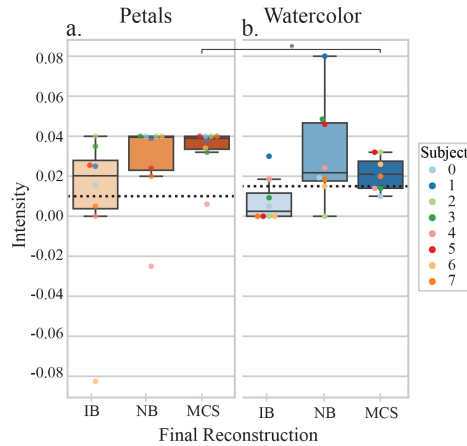 Petals
Watercolor
a.
b.
*
0.08
0.06
0.04
0.02
0.00
-0.02
-0.04
-0.06
-0.08
Intensity
IB
NB
MCS
IB
NB
MCS
Final Reconstruction
Subject
0
1
2
3
4
5
6
7